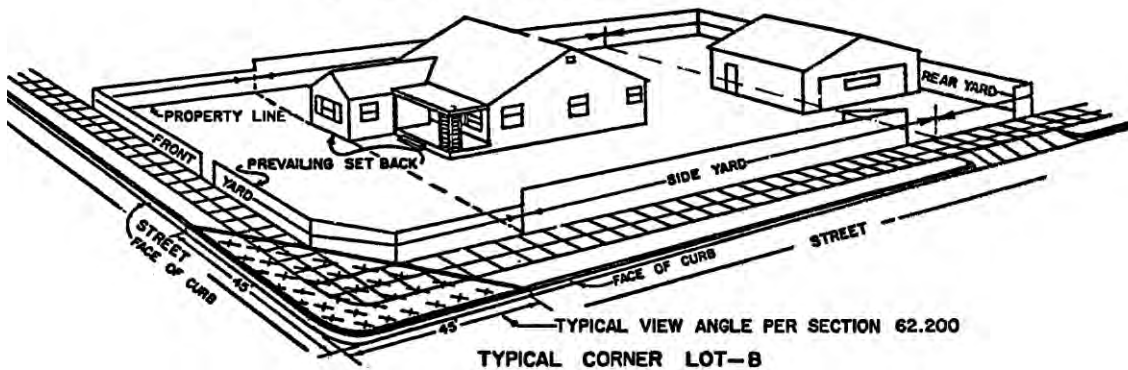 REAR YARD
PROPERTY LINE
FRONT
YARD
PREVAILING SET BACK
SIDE YARD
STREET
FACE OF CURB
45'
STREET
FACE OF CURB
45'
TYPICAL VIEW ANGLE PER SECTION 62.200
TYPICAL CORNER LOT-B